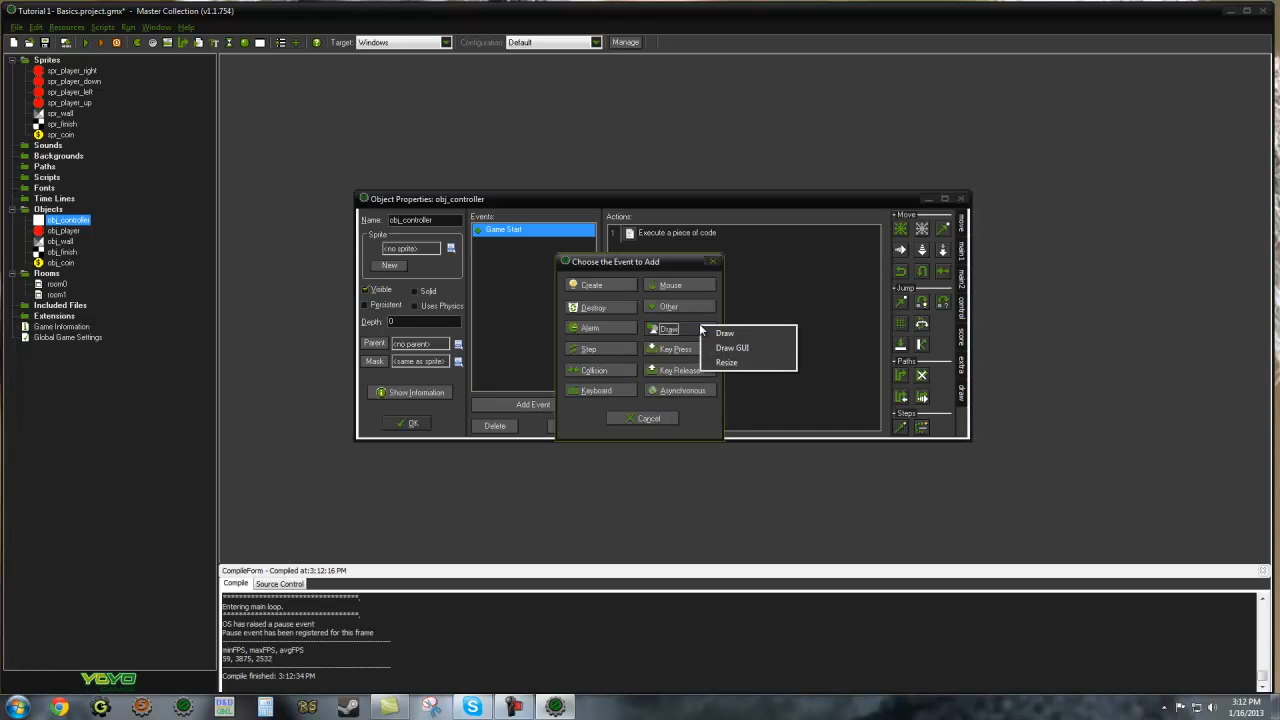 Tutorial 1- Basics.project.gmx* - Master Collection (v1.1.754)
File Edit Resources Scripts Run Window Help
Target: Windows Configuration: Default Manage
Sprites
spr_player_right
spr_player_down
spr_player_left
spr_player_up
spr_wall
spr_finish
spr_coin
Sounds
Backgrounds
Paths
Scripts
Fonts
Time Lines
Objects
obj_controller
obj_player
obj_wall
obj_finish
obj_coin
Rooms
room0
room1
Included Files
Extensions
Game Information
Global Game Settings
Object Properties: obj_controller
Name: obj_controller
Sprite
<no sprite>
New
Visible Solid
Persistent Uses Physics
Depth: 0
Parent <no parent>
Mask <same as sprite>
Show Information
OK
Events:
Game Start
Add Event
Delete
Actions:
1 Execute a piece of code
Choose the Event to Add
Create Mouse
Destroy Other
Alarm Draw
Step Key Press
Collision Key Release
Keyboard Asynchronous
Cancel
Draw
Draw GUI
Resize
Move
Jump
Paths
Steps
move
main1
main2
control
score
extra
draw
CompileForm - Compiled at:3:12:16 PM
Compile Source Control
**********************************.
Entering main loop.
**********************************.
OS has raised a pause event
Pause event has been registered for this frame
minFPS, maxFPS, avgFPS
59, 3875, 2532
Compile finished: 3:12:34 PM
YOYO
GAMES
D&D
GML
3:12 PM
1/16/2013